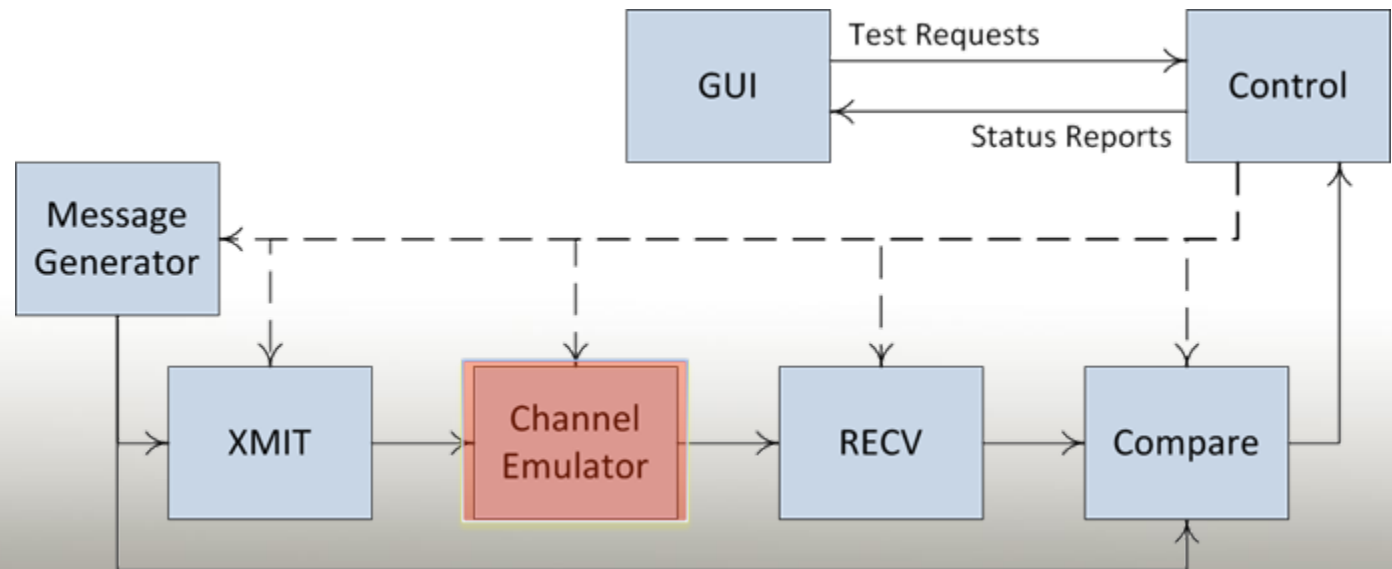 Test Requests
GUI
Control
Status Reports
Message
Generator
XMIT
Channel
Emulator
RECV
Compare